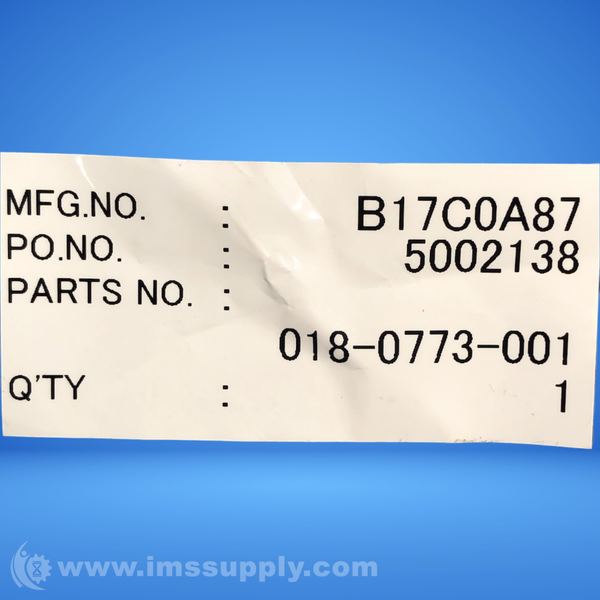 MFG.NO. : B17C0A87
PO.NO. : 5002138
PARTS NO. :
018-0773-001
Q'TY : 1
www.imssupply.com